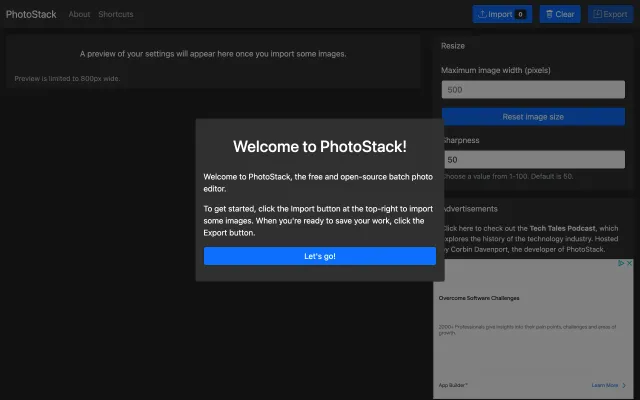 PhotoStack
About
Shortcuts
Import 0
Clear
Export
A preview of your settings will appear here once you import some images.
Preview is limited to 800px wide.
Resize
Maximum image width (pixels)
500
Reset image size
Sharpness
50
Choose a value from 1-100. Default is 50.
Welcome to PhotoStack!
Welcome to PhotoStack, the free and open-source batch photo
editor.
To get started, click the Import button at the top-right to import
some images. When you're ready to save your work, click the
Export button.
Let's go!
Advertisements
Click here to check out the Tech Tales Podcast, which
explores the history of the technology industry. Hosted
by Corbin Davenport, the developer of PhotoStack.
Overcome Software Challenges
2000+ Professionals give insights into their pain points, challenges and areas of
growth.
App Builder™
Learn More